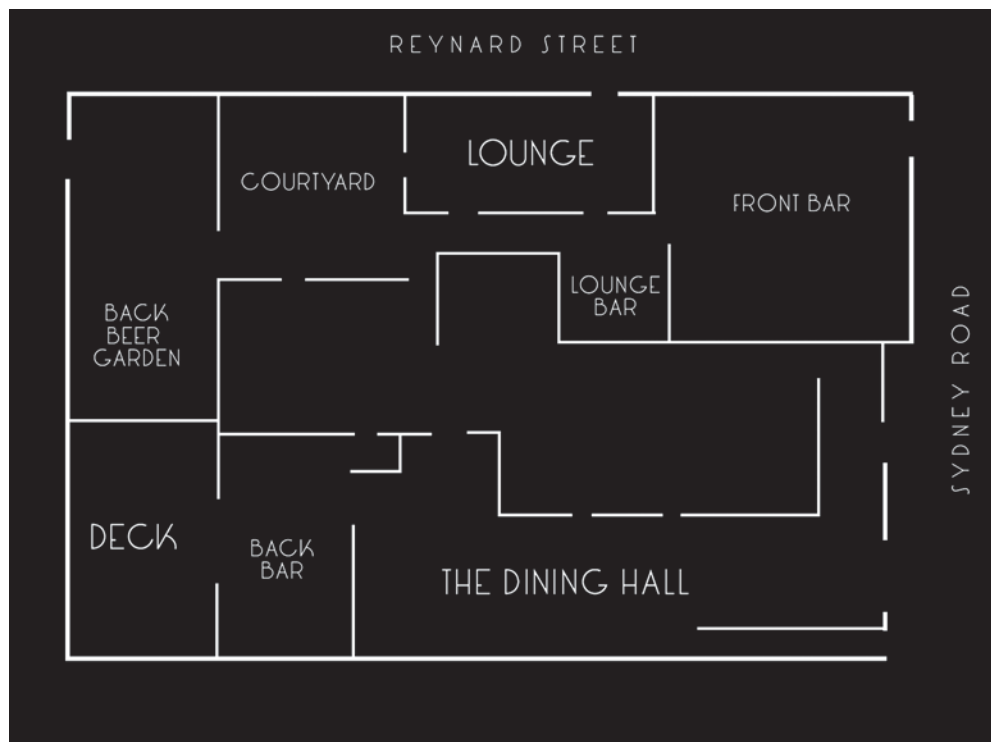 REYNARD STREET
LOUNGE
COURTYARD
FRONT BAR
LOUNGE
BAR
BACK
BEER
GARDEN
SYDNEY ROAD
DECK
BACK
BAR
THE DINING HALL